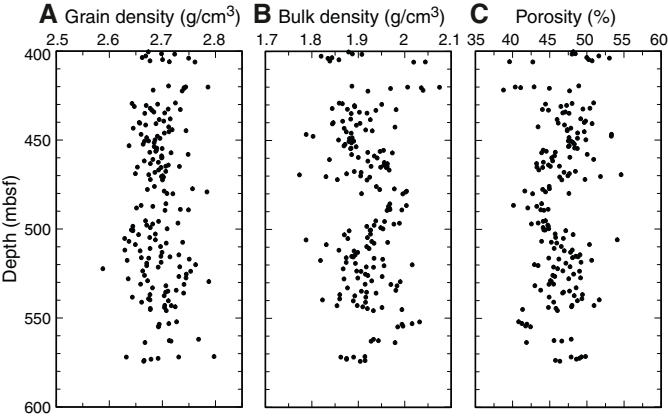 A Grain density (g/cm³) B Bulk density (g/cm³) C Porosity (%)
2.5 2.6 2.7 2.8 1.7 1.8 1.9 2 2.1 35 40 45 50 55 60
400
450
500
550
600
Depth (mbsf)